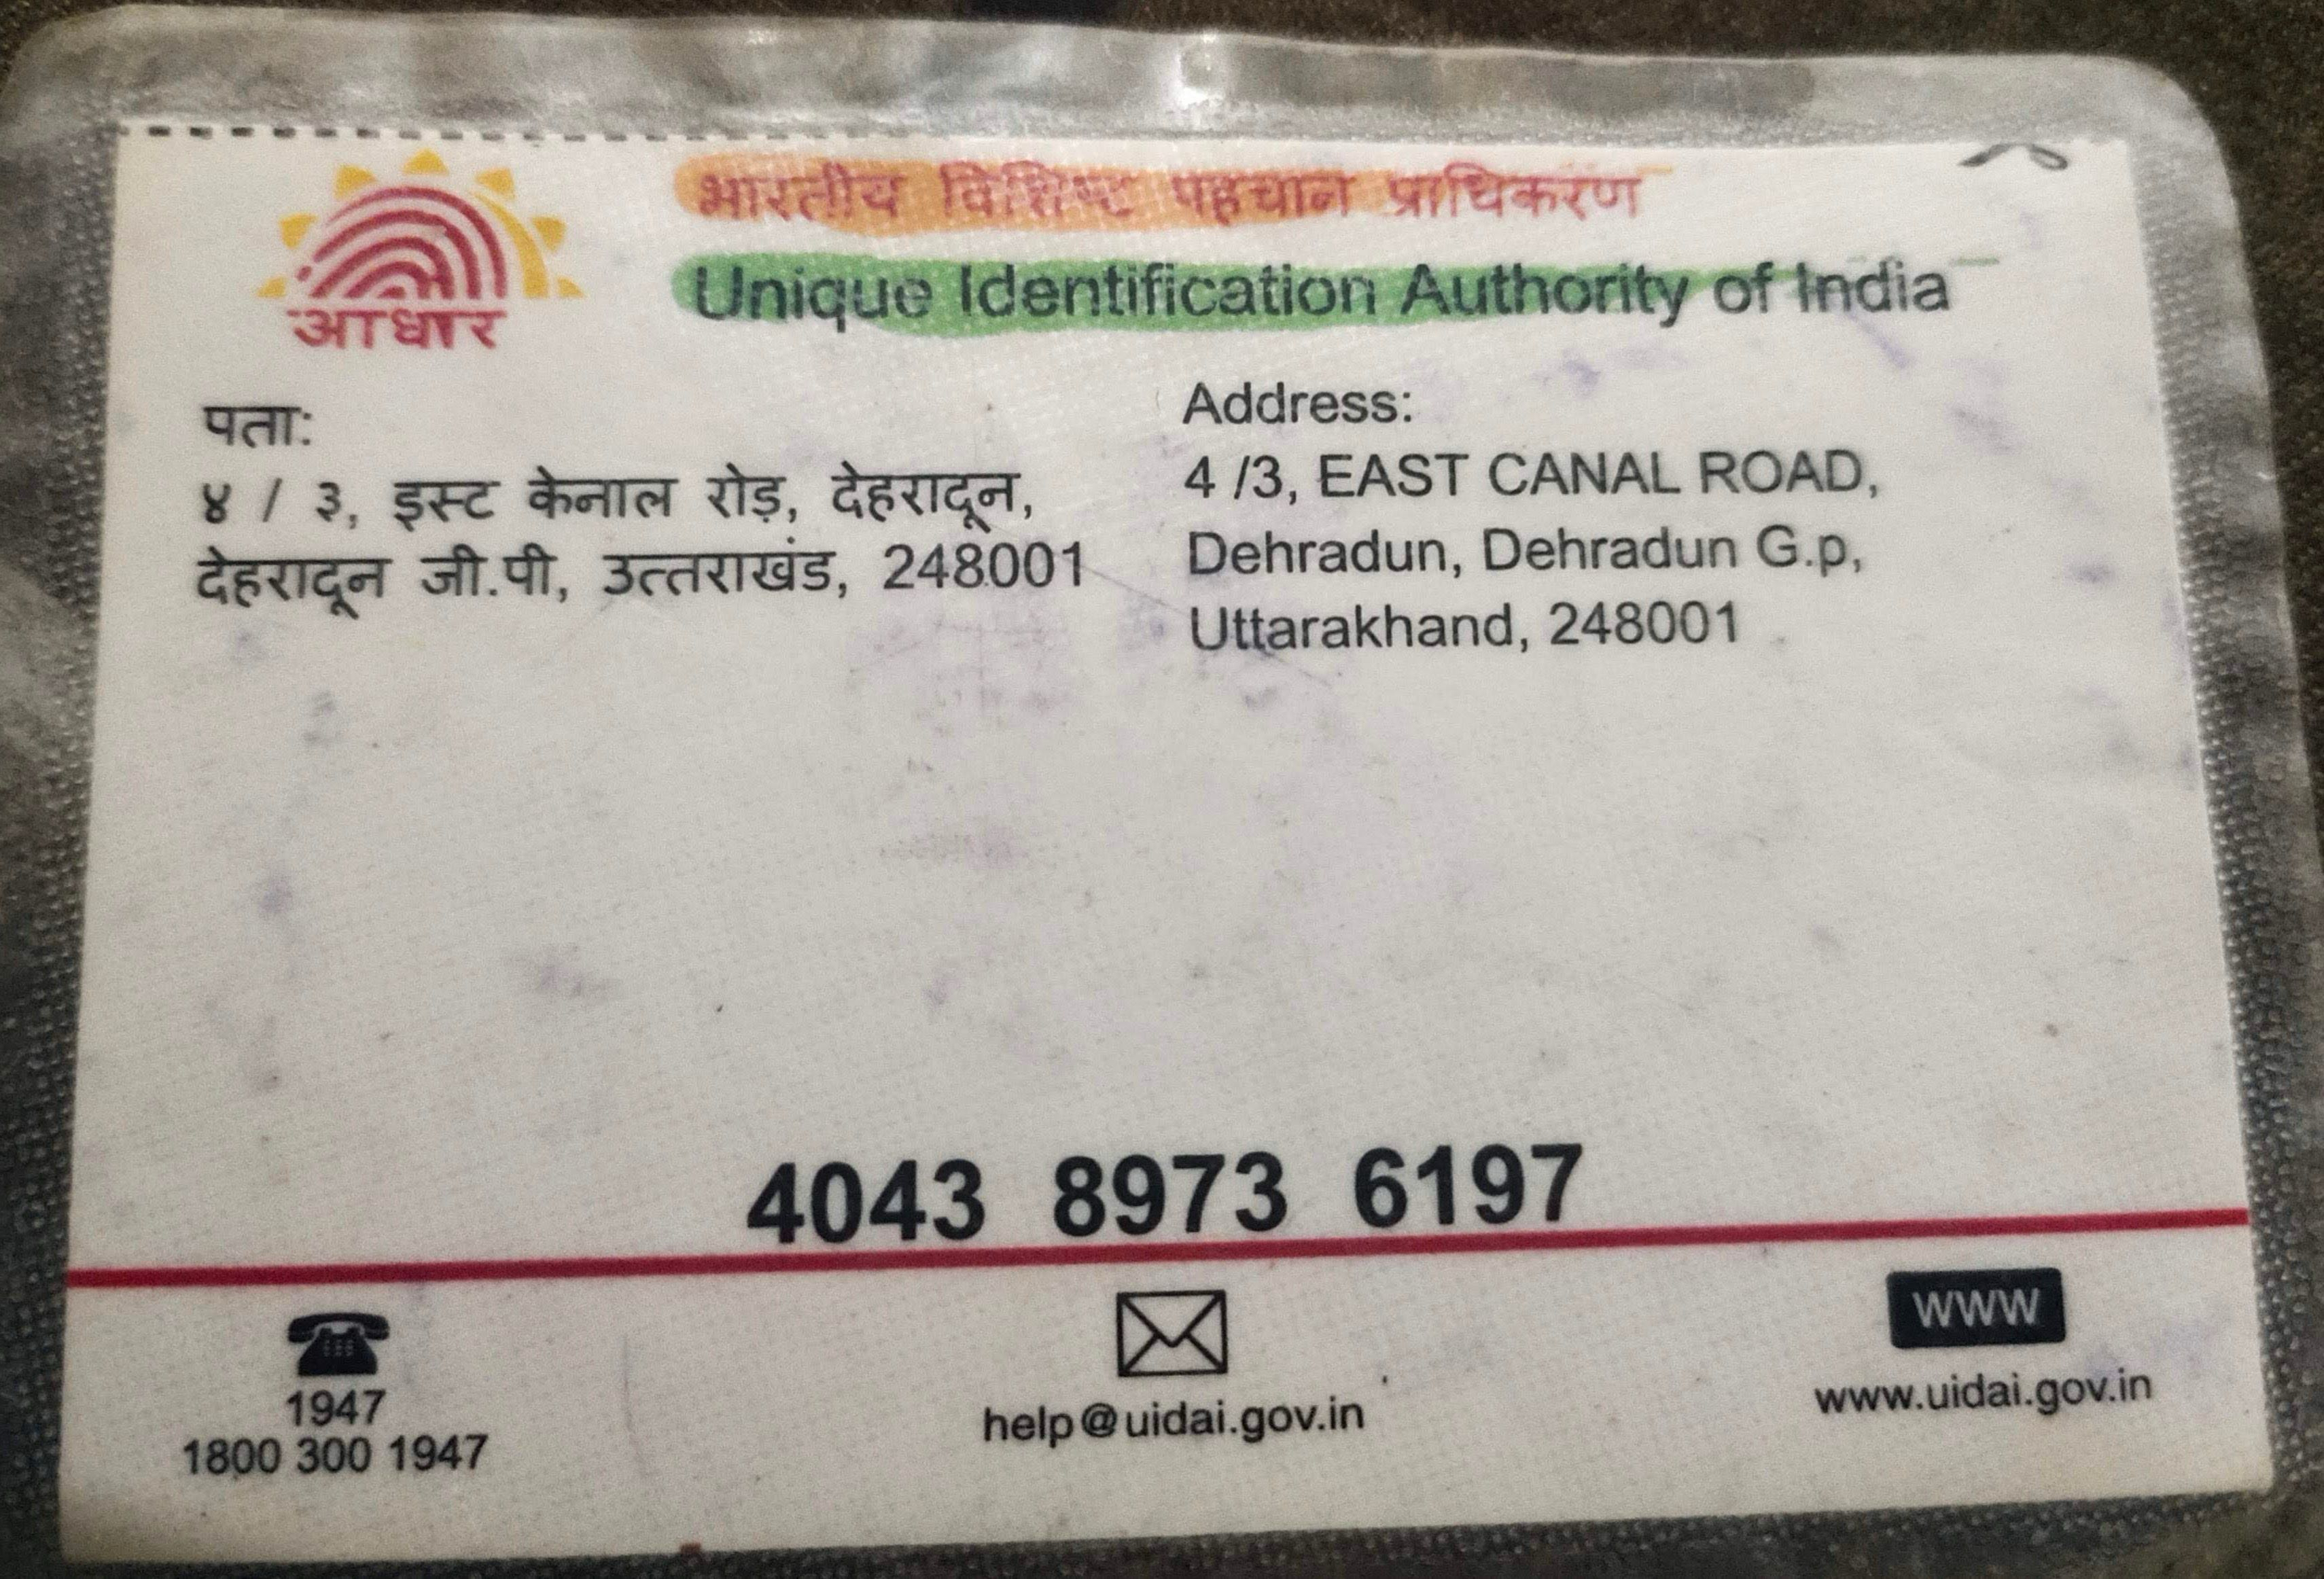 भारतीय विशिष्ट पहचान प्राधिकरण
Unique Identification Authority of India
आधार
पता:
४ / ३, इस्ट केनाल रोड़, देहरादून,
देहरादून जी.पी, उत्तराखंड, 248001
Address:
4 /3, EAST CANAL ROAD,
Dehradun, Dehradun G.p,
Uttarakhand, 248001
4043 8973 6197
1947
1800 300 1947
help@uidai.gov.in
WWW
www.uidai.gov.in